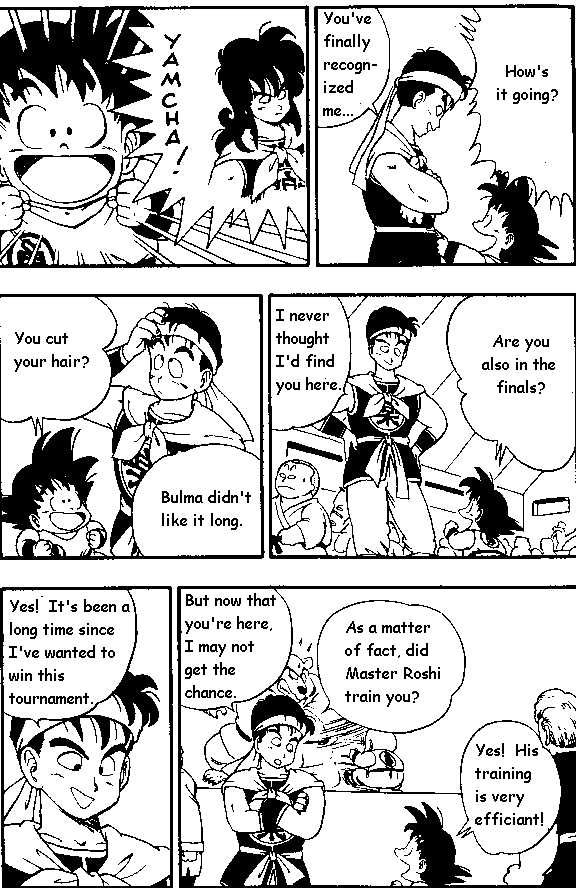 YAMCHA!
AAAAAAA
You've
finally
recogn-
ized
me...
How's
it going?
You cut
your hair?
Bulma didn't
like it long.
I never
thought
I'd find
you here.
Are you
also in the
finals?
Yes! It's been a
long time since
I've wanted to
win this
tournament.
But now that
you're here,
I may not
get the
chance.
As a matter
of fact, did
Master Roshi
train you?
Yes! His
training
is very
efficiant!